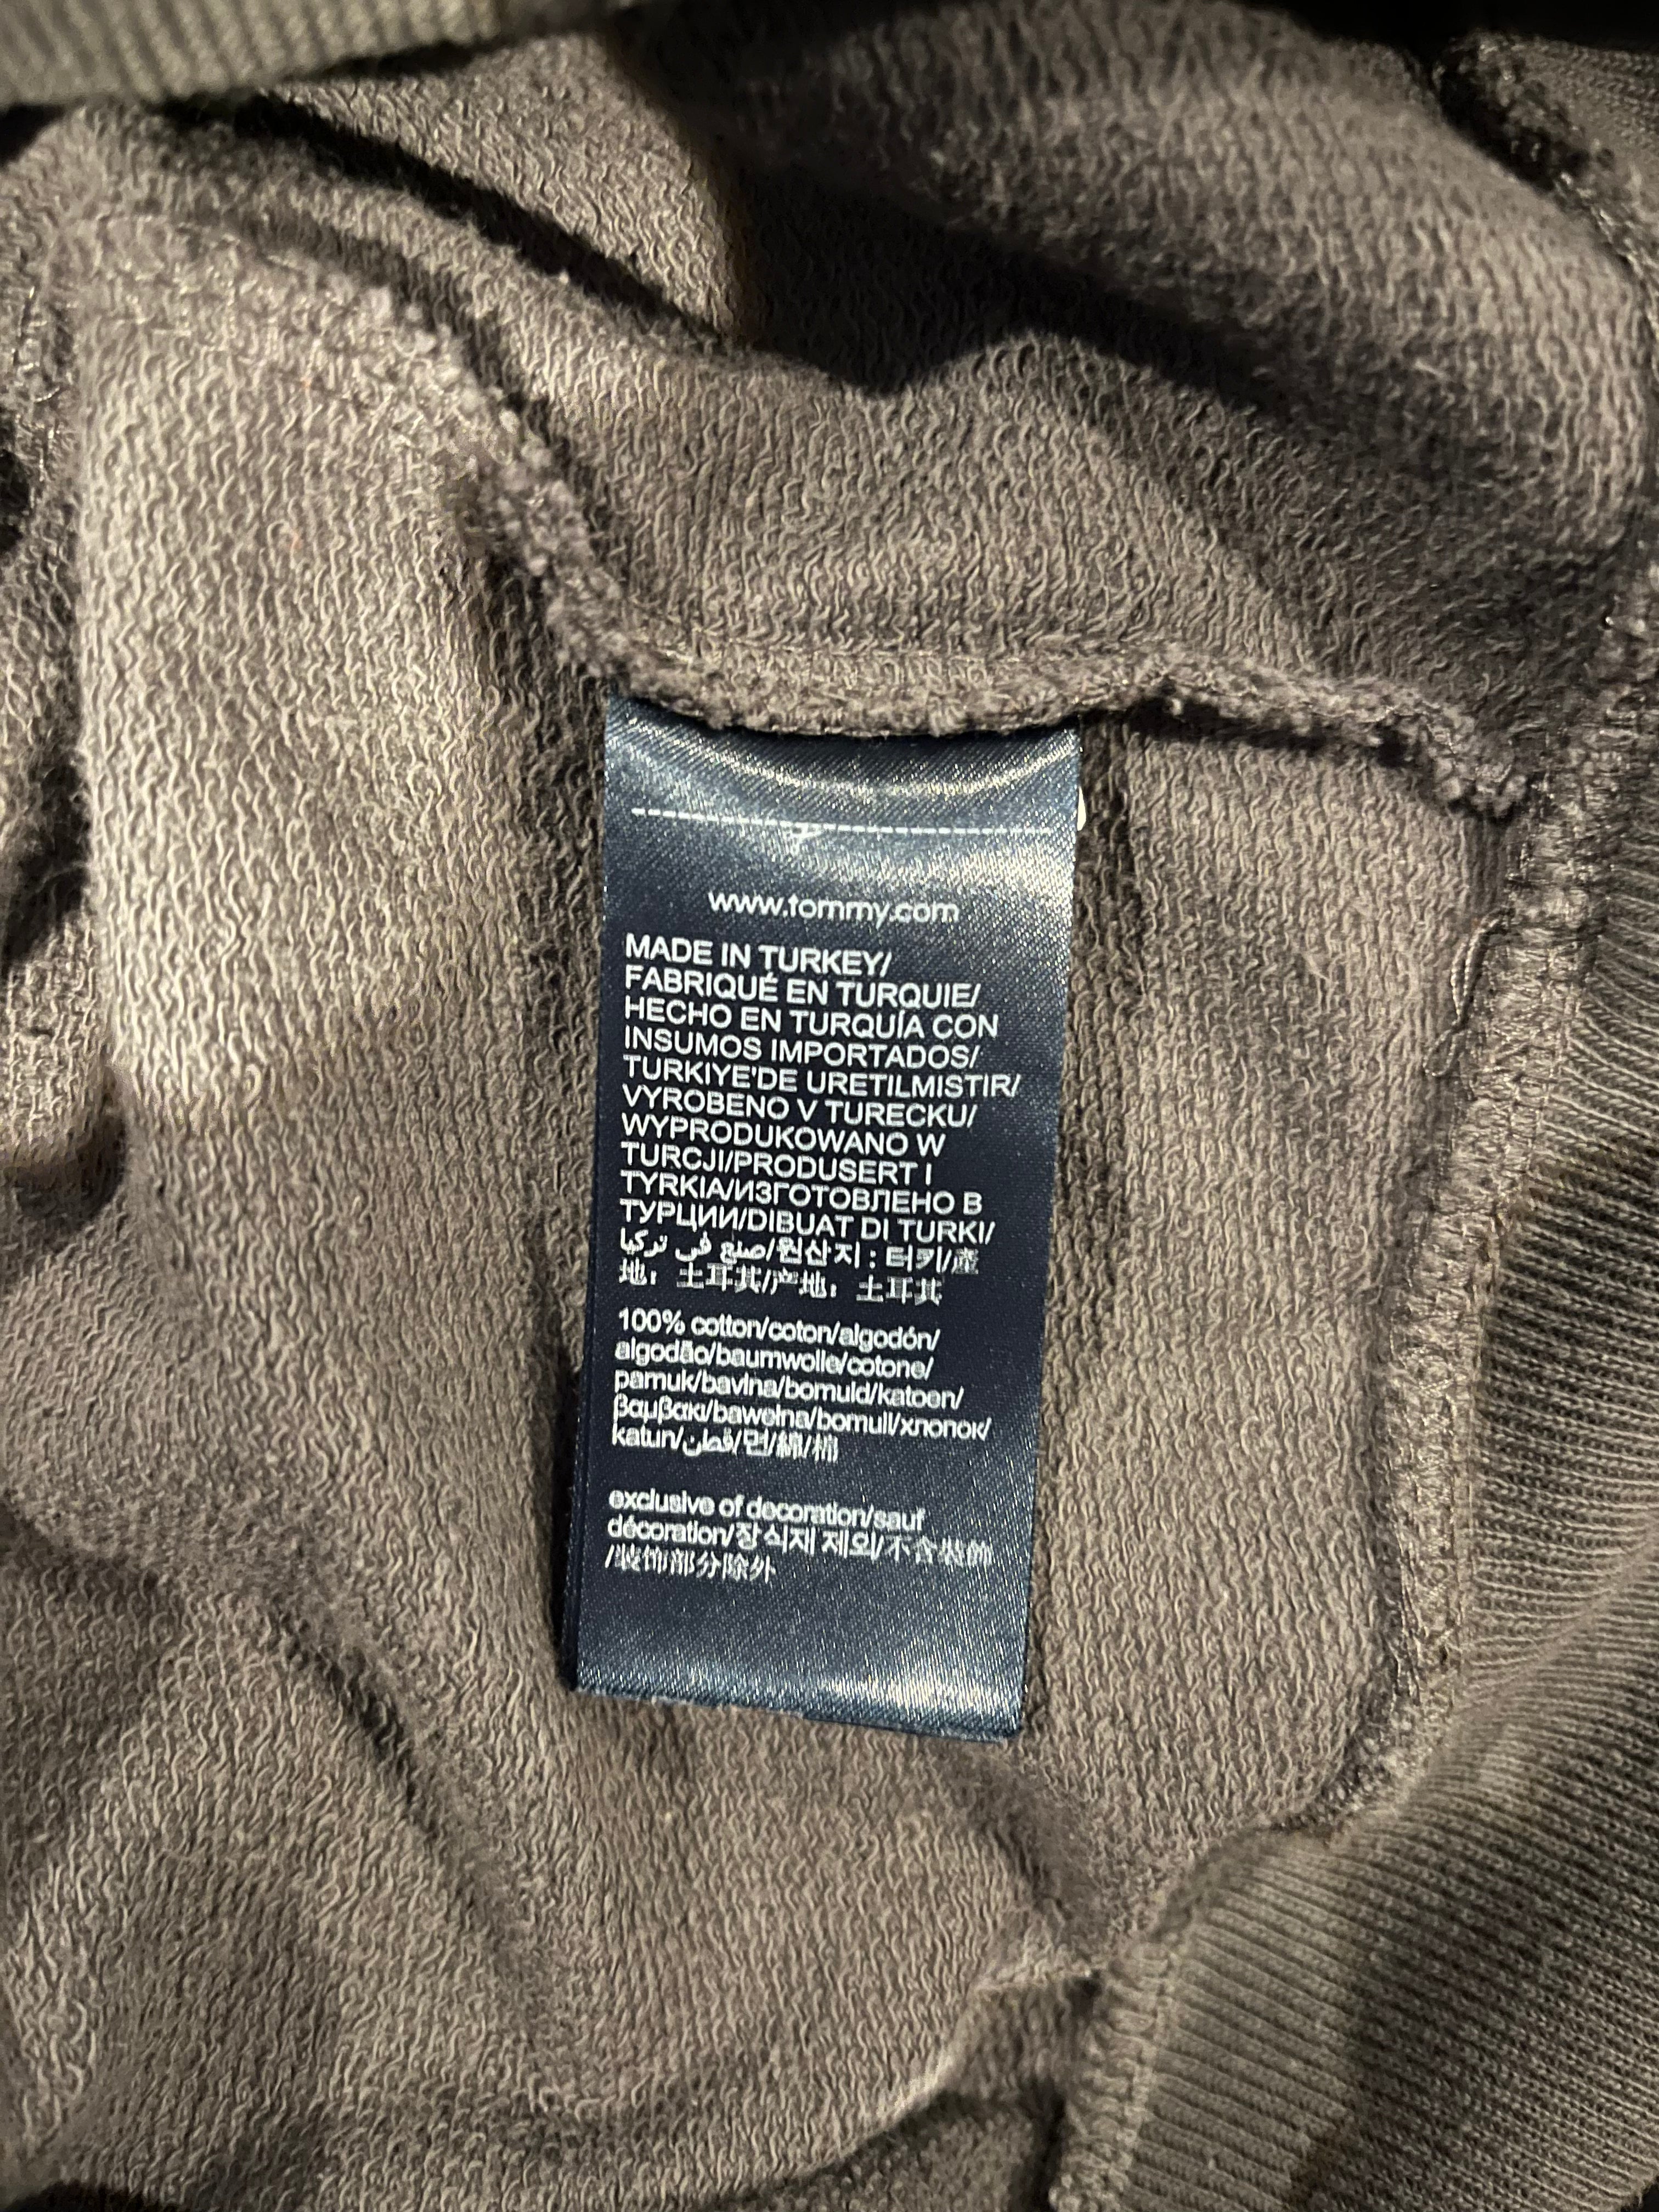 www.tommy.com
MADE IN TURKEY/
FABRIQUÉ EN TURQUIE/
HECHO EN TURQUÍA CON
INSUMOS IMPORTADOS/
TURKIYE'DE URETILMISTIR/
VYROBENO V TURECKU/
WYPRODUKOWANO W
TURCJI/PRODUSERT I
TYRKIA/ИЗГОТОВЛЕНО В
ТУРЦИИ/DIBUAT DI TURKI/
صنع في تركيا/원산지 : 터키/產
地：土耳其/产地：土耳其
100% cotton/coton/algodón/
algodão/baumwolle/cotone/
pamuk/bavlna/bomuld/katoen/
βαμβακι/bawełna/bomull/хлопок/
katun/قطن/면/綿/棉
exclusive of decoration/sauf
décoration/장식재 제외/不含裝飾
/装饰部分除外